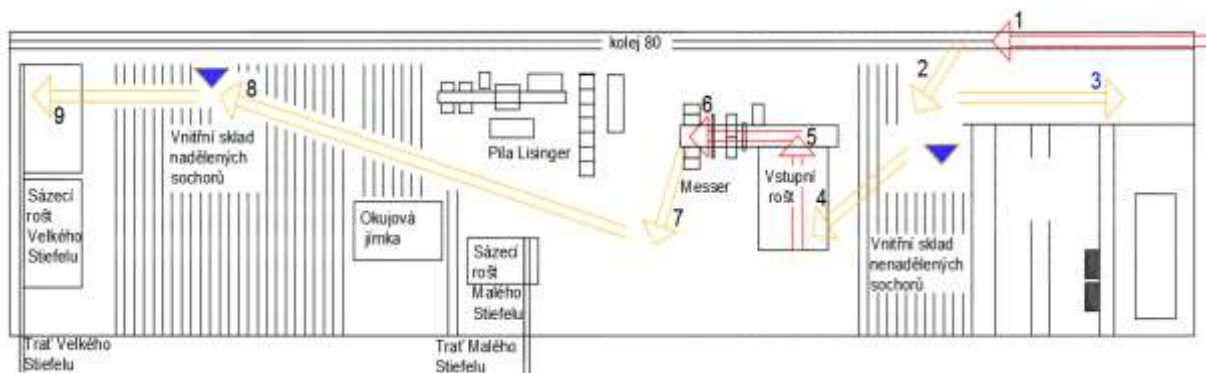 1
kolej 80
2
3
8
9
6
5
Vnitřní sklad
nadělených
sochorů
Pila Lisinger
Messer
Vstupní
rošt
4
7
Sázecí
rošt
Velkého
Stiefelu
Okujová
jímka
Sázecí
rošt
Malého
Stiefelu
Vnitřní sklad
nenadělených
sochorů
Trať Velkého
Stiefelu
Trať Malého
Stiefelu